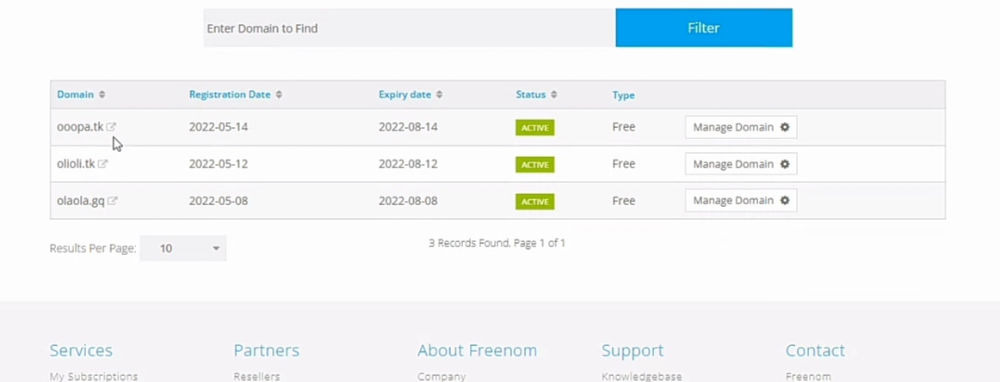 Enter Domain to Find Filter
Domain Registration Date Expiry date Status Type
ooopa.tk 2022-05-14 2022-08-14 ACTIVE Free Manage Domain
olioli.tk 2022-05-12 2022-08-12 ACTIVE Free Manage Domain
olaola.gq 2022-05-08 2022-08-08 ACTIVE Free Manage Domain
Results Per Page: 10 3 Records Found, Page 1 of 1
Services Partners About Freenom Support Contact
My Subscriptions Resellers Company Knowledgebase Freenom